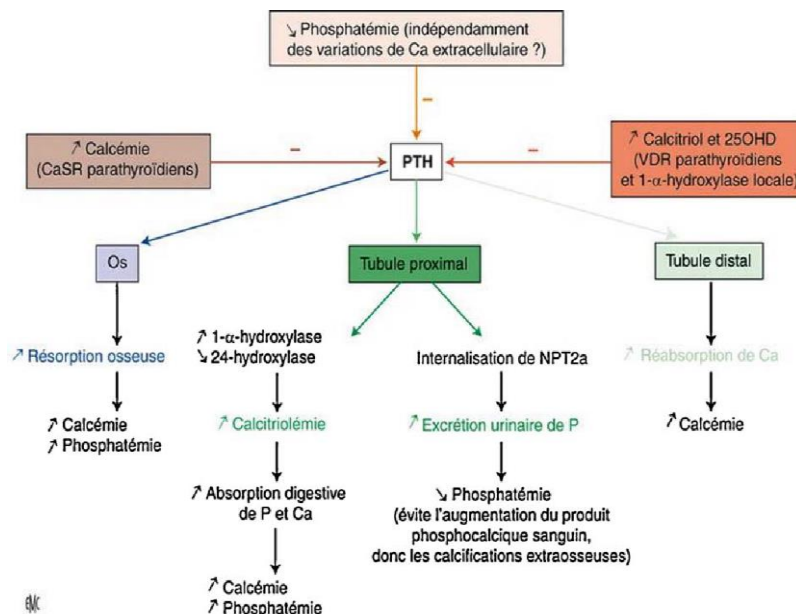 ↘ Phosphatémie (indépendamment
des variations de Ca extracellulaire ?)
–
↗ Calcémie
(CaSR parathyroïdiens)
–
PTH
–
↗ Calcitriol et 25OHD
(VDR parathyroïdiens
et 1-α-hydroxylase locale)
Os
Tubule proximal
Tubule distal
↗ Résorption osseuse
↗ 1-α-hydroxylase
↘ 24-hydroxylase
Internalisation de NPT2a
↗ Réabsorption de Ca
↗ Calcémie
↗ Phosphatémie
↗ Calcitriolémie
↗ Excrétion urinaire de P
↗ Calcémie
↗ Absorption digestive
de P et Ca
↘ Phosphatémie
(évite l'augmentation du produit
phosphocalcique sanguin,
donc les calcifications extraosseuses)
↗ Calcémie
↗ Phosphatémie
EMC